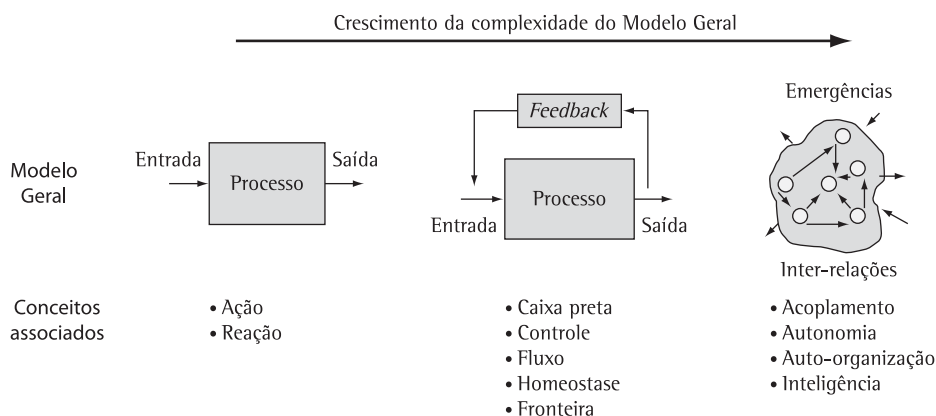 Crescimento da complexidade do Modelo Geral
Modelo
Geral
Entrada
Processo
Saída
Feedback
Entrada
Processo
Saída
Emergências
Inter-relações
Conceitos
associados
• Ação
• Reação
• Caixa preta
• Controle
• Fluxo
• Homeostase
• Fronteira
• Acoplamento
• Autonomia
• Auto-organização
• Inteligência